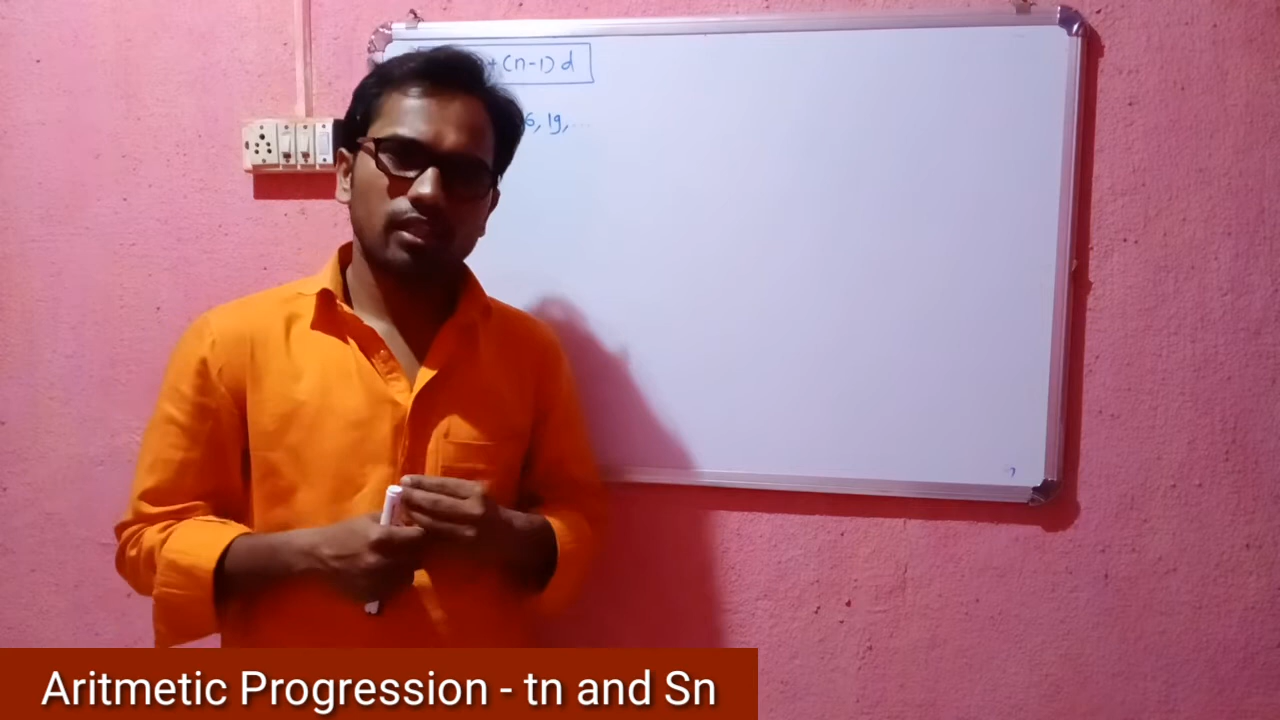 +(n-1) d
6, 19, ...
Aritmetic Progression - tn and Sn